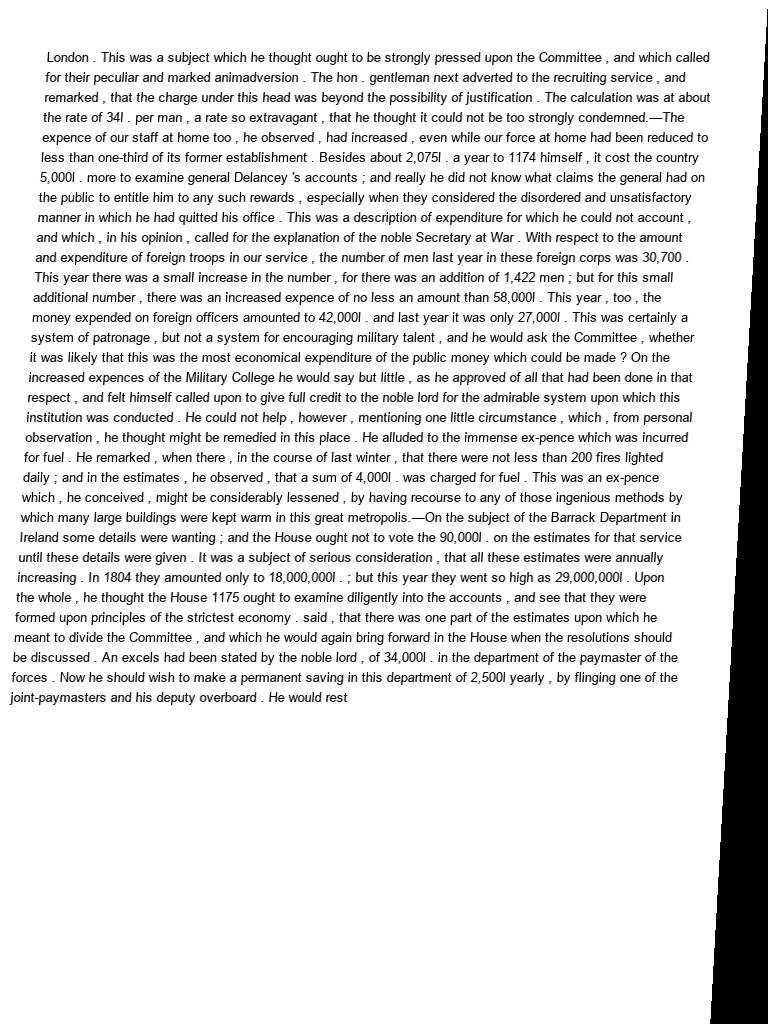 London . This was a subject which he thought ought to be strongly pressed upon the Committee , and which called
for their peculiar and marked animadversion . The hon . gentleman next adverted to the recruiting service , and
remarked , that the charge under this head was beyond the possibility of justification . The calculation was at about
the rate of 34l . per man , a rate so extravagant , that he thought it could not be too strongly condemned.—The
expence of our staff at home too , he observed , had increased , even while our force at home had been reduced to
less than one-third of its former establishment . Besides about 2,075l . a year to 1174 himself , it cost the country
5,000l . more to examine general Delancey 's accounts ; and really he did not know what claims the general had on
the public to entitle him to any such rewards , especially when they considered the disordered and unsatisfactory
manner in which he had quitted his office . This was a description of expenditure for which he could not account ,
and which , in his opinion , called for the explanation of the noble Secretary at War . With respect to the amount
and expenditure of foreign troops in our service , the number of men last year in these foreign corps was 30,700 .
This year there was a small increase in the number , for there was an addition of 1,422 men ; but for this small
additional number , there was an increased expence of no less an amount than 58,000l . This year , too , the
money expended on foreign officers amounted to 42,000l . and last year it was only 27,000l . This was certainly a
system of patronage , but not a system for encouraging military talent , and he would ask the Committee , whether
it was likely that this was the most economical expenditure of the public money which could be made ? On the
increased expences of the Military College he would say but little , as he approved of all that had been done in that
respect , and felt himself called upon to give full credit to the noble lord for the admirable system upon which this
institution was conducted . He could not help , however , mentioning one little circumstance , which , from personal
observation , he thought might be remedied in this place . He alluded to the immense ex-pence which was incurred
for fuel . He remarked , when there , in the course of last winter , that there were not less than 200 fires lighted
daily ; and in the estimates , he observed , that a sum of 4,000l . was charged for fuel . This was an ex-pence
which , he conceived , might be considerably lessened , by having recourse to any of those ingenious methods by
which many large buildings were kept warm in this great metropolis.—On the subject of the Barrack Department in
Ireland some details were wanting ; and the House ought not to vote the 90,000l . on the estimates for that service
until these details were given . It was a subject of serious consideration , that all these estimates were annually
increasing . In 1804 they amounted only to 18,000,000l . ; but this year they went so high as 29,000,000l . Upon
the whole , he thought the House 1175 ought to examine diligently into the accounts , and see that they were
formed upon principles of the strictest economy . said , that there was one part of the estimates upon which he
meant to divide the Committee , and which he would again bring forward in the House when the resolutions should
be discussed . An excels had been stated by the noble lord , of 34,000l . in the department of the paymaster of the
forces . Now he should wish to make a permanent saving in this department of 2,500l yearly , by flinging one of the
joint-paymasters and his deputy overboard . He would rest